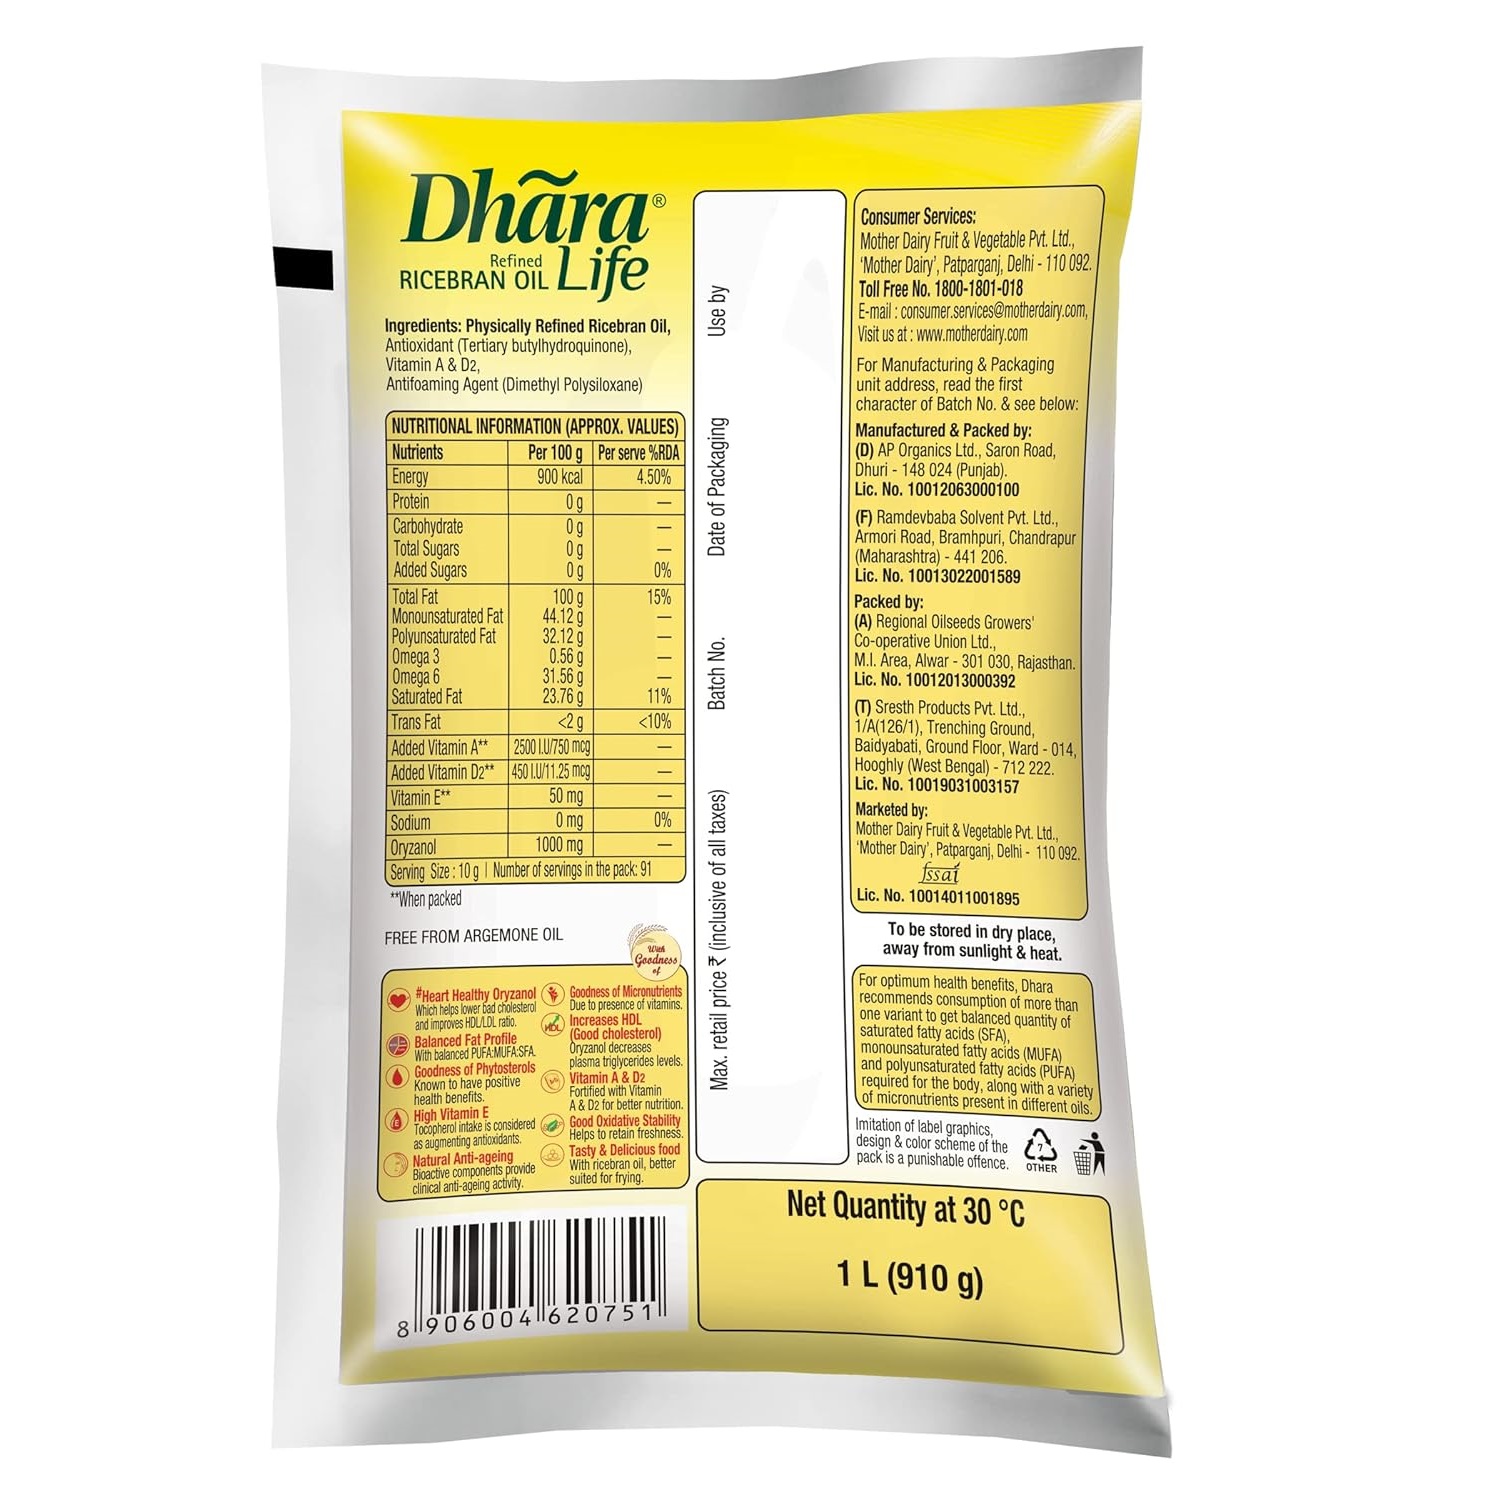 Dhāra®
Life
Refined
RICEBRAN OIL
Ingredients: Physically Refined Ricebran Oil,
Antioxidant (Tertiary butylhydroquinone),
Vitamin A & D2,
Antifoaming Agent (Dimethyl Polysiloxane)
NUTRITIONAL INFORMATION (APPROX. VALUES)
Nutrients Per 100 g Per serve %RDA
Energy 900 kcal 4.50%
Protein 0 g —
Carbohydrate 0 g —
Total Sugars 0 g —
Added Sugars 0 g 0%
Total Fat 100 g 15%
Monounsaturated Fat 44.12 g —
Polyunsaturated Fat 32.12 g —
Omega 3 0.56 g —
Omega 6 31.56 g —
Saturated Fat 23.76 g 11%
Trans Fat <2 g <10%
Added Vitamin A** 2500 I.U/750 mcg —
Added Vitamin D2** 450 I.U/11.25 mcg —
Vitamin E** 50 mg —
Sodium 0 mg 0%
Oryzanol 1000 mg —
Serving Size : 10 g | Number of servings in the pack: 91
**When packed
FREE FROM ARGEMONE OIL
With
Goodness
of
#Heart Healthy Oryzanol
Which helps lower bad cholesterol
and improves HDL/LDL ratio.
Balanced Fat Profile
With balanced PUFA:MUFA:SFA.
Goodness of Phytosterols
Known to have positive
health benefits.
E
High Vitamin E
Tocopherol intake is considered
as augmenting antioxidants.
Natural Anti-ageing
Bioactive components provide
clinical anti-ageing activity.
Goodness of Micronutrients
Due to presence of vitamins.
HDL
Increases HDL
(Good cholesterol)
Oryzanol decreases
plasma triglycerides levels.
Vitamin A & D2
Fortified with Vitamin
A & D2 for better nutrition.
Good Oxidative Stability
Helps to retain freshness.
Tasty & Delicious food
With ricebran oil, better
suited for frying.
8 906004 620751
Use by
Date of Packaging
Batch No.
Max. retail price ₹ (inclusive of all taxes)
Consumer Services:
Mother Dairy Fruit & Vegetable Pvt. Ltd.,
'Mother Dairy', Patparganj, Delhi - 110 092.
Toll Free No. 1800-1801-018
E-mail : consumer.services@motherdairy.com,
Visit us at : www.motherdairy.com
For Manufacturing & Packaging
unit address, read the first
character of Batch No. & see below:
Manufactured & Packed by:
(D) AP Organics Ltd., Saron Road,
Dhuri - 148 024 (Punjab).
Lic. No. 10012063000100
(F) Ramdevbaba Solvent Pvt. Ltd.,
Armori Road, Bramhpuri, Chandrapur
(Maharashtra) - 441 206.
Lic. No. 10013022001589
Packed by:
(A) Regional Oilseeds Growers'
Co-operative Union Ltd.,
M.I. Area, Alwar - 301 030, Rajasthan.
Lic. No. 10012013000392
(T) Sresth Products Pvt. Ltd.,
1/A(126/1), Trenching Ground,
Baidyabati, Ground Floor, Ward - 014,
Hooghly (West Bengal) - 712 222.
Lic. No. 10019031003157
Marketed by:
Mother Dairy Fruit & Vegetable Pvt. Ltd.,
'Mother Dairy', Patparganj, Delhi - 110 092.
fssai
Lic. No. 10014011001895
To be stored in dry place,
away from sunlight & heat.
For optimum health benefits, Dhara
recommends consumption of more than
one variant to get balanced quantity of
saturated fatty acids (SFA),
monounsaturated fatty acids (MUFA)
and polyunsaturated fatty acids (PUFA)
required for the body, along with a variety
of micronutrients present in different oils.
Imitation of label graphics,
design & color scheme of the
pack is a punishable offence.
7
OTHER
Net Quantity at 30 °C
1 L (910 g)